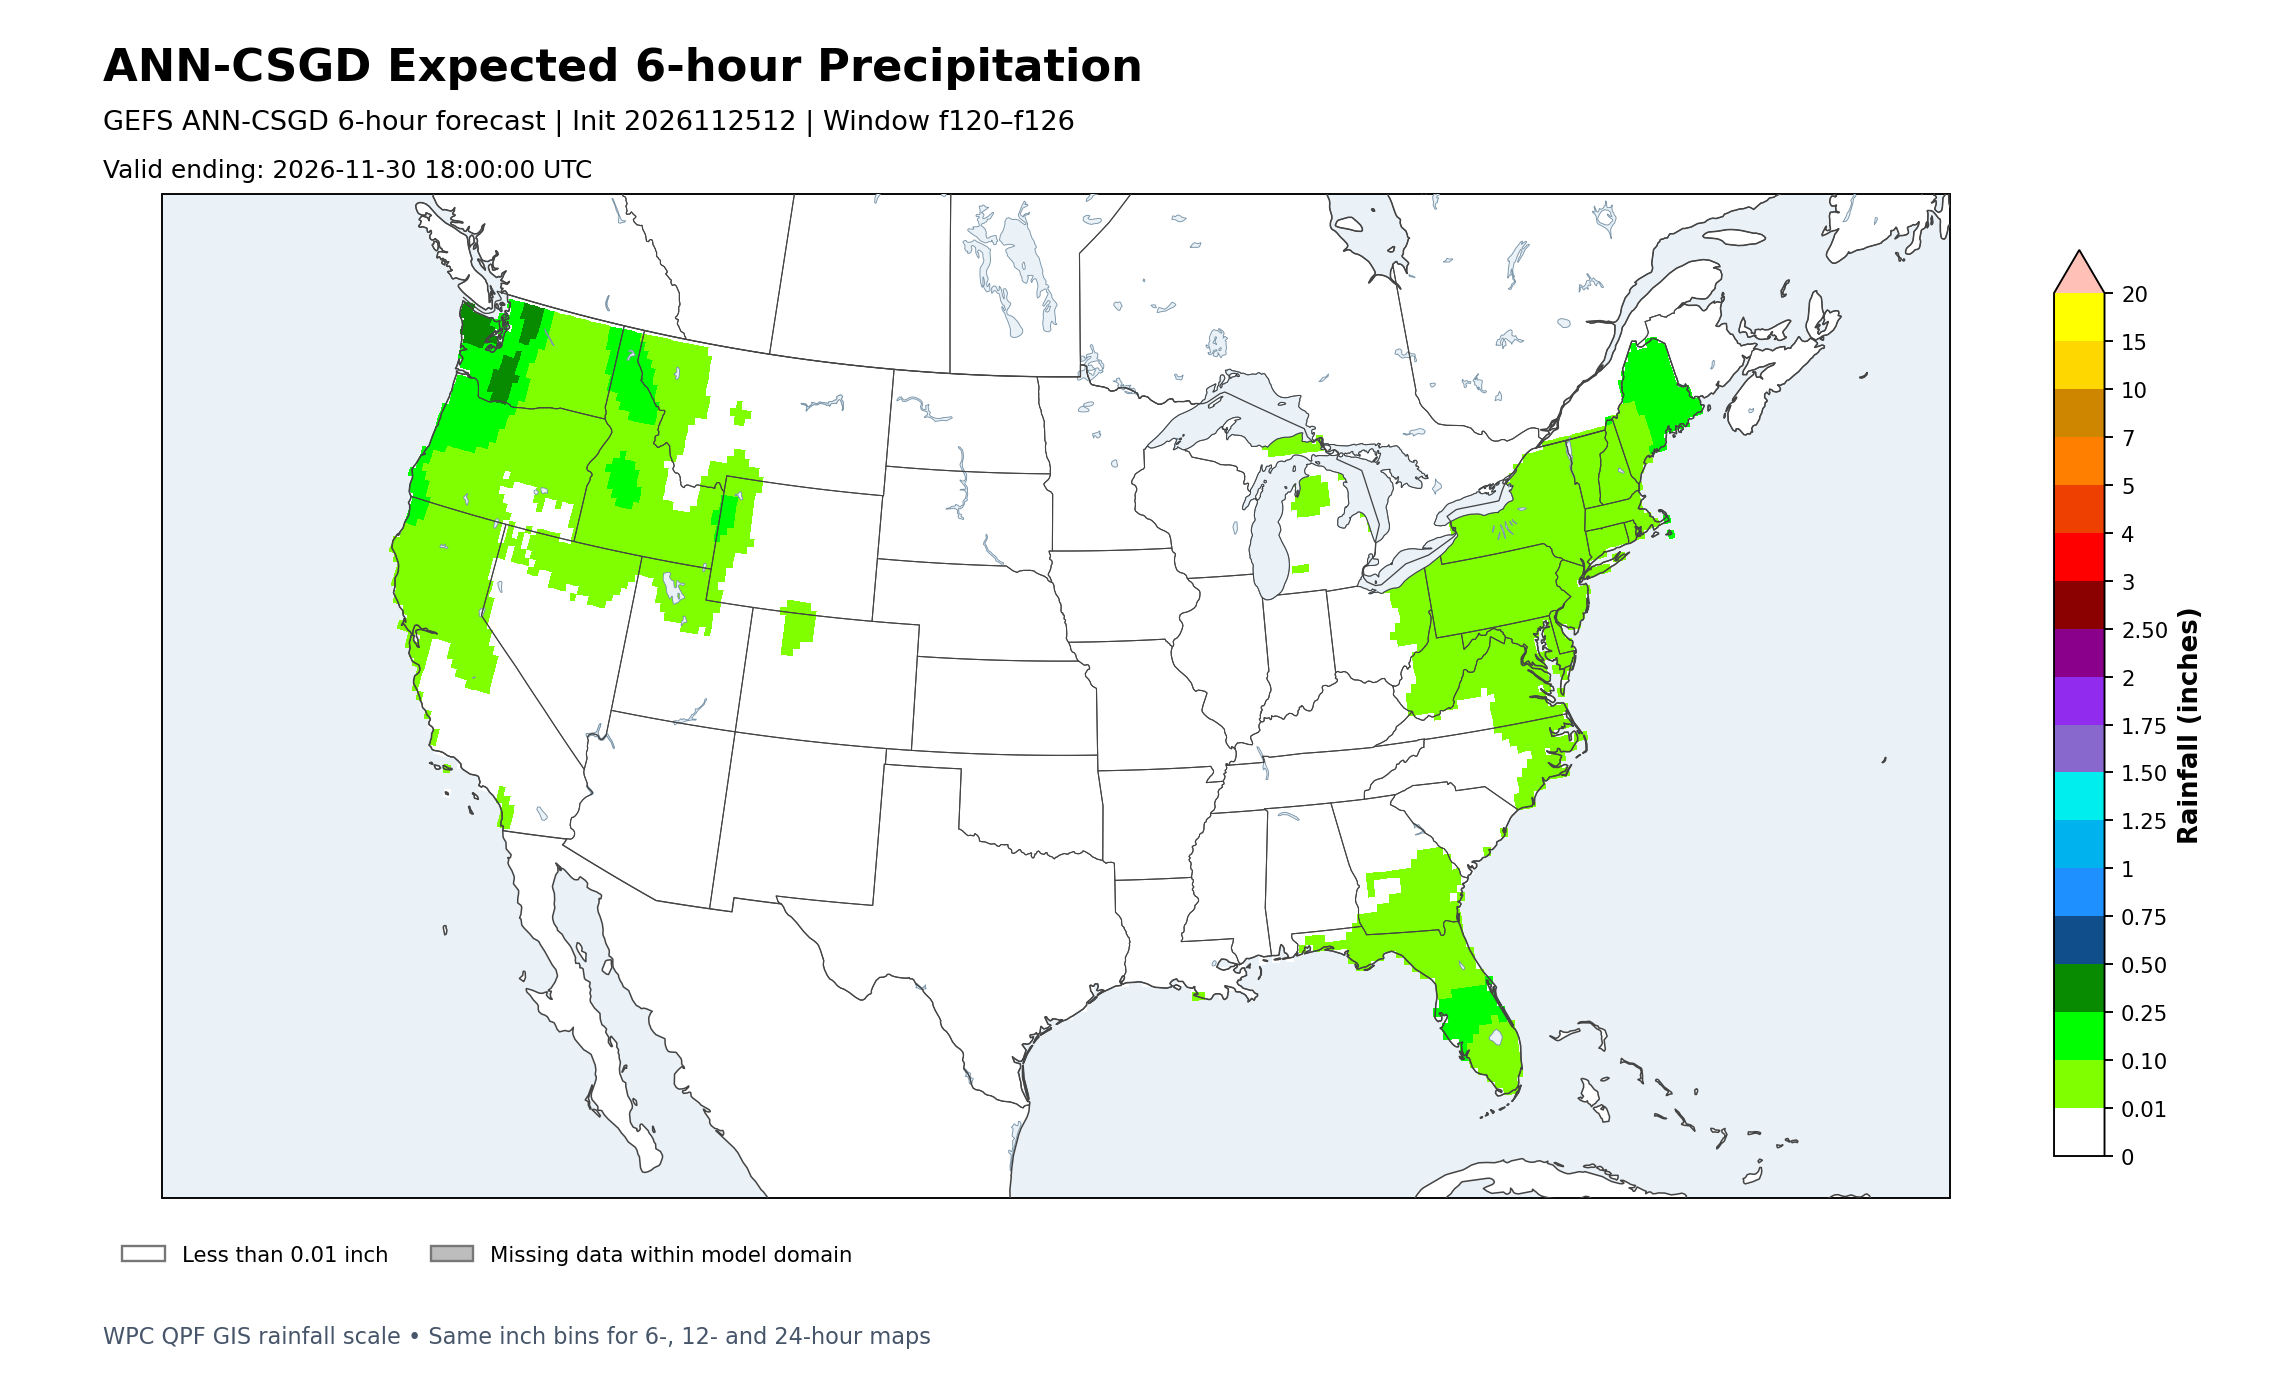 ANN-CSGD Expected 6-hour Precipitation
GEFS ANN-CSGD 6-hour forecast | Init 2026112512 | Window f120–f126
Valid ending: 2026-11-30 18:00:00 UTC
20
15
10
7
5
4
3
2.50
2
1.75
1.50
1.25
1
0.75
0.50
0.25
0.10
0.01
0
Rainfall (inches)
Less than 0.01 inch
Missing data within model domain
WPC QPF GIS rainfall scale • Same inch bins for 6-, 12- and 24-hour maps